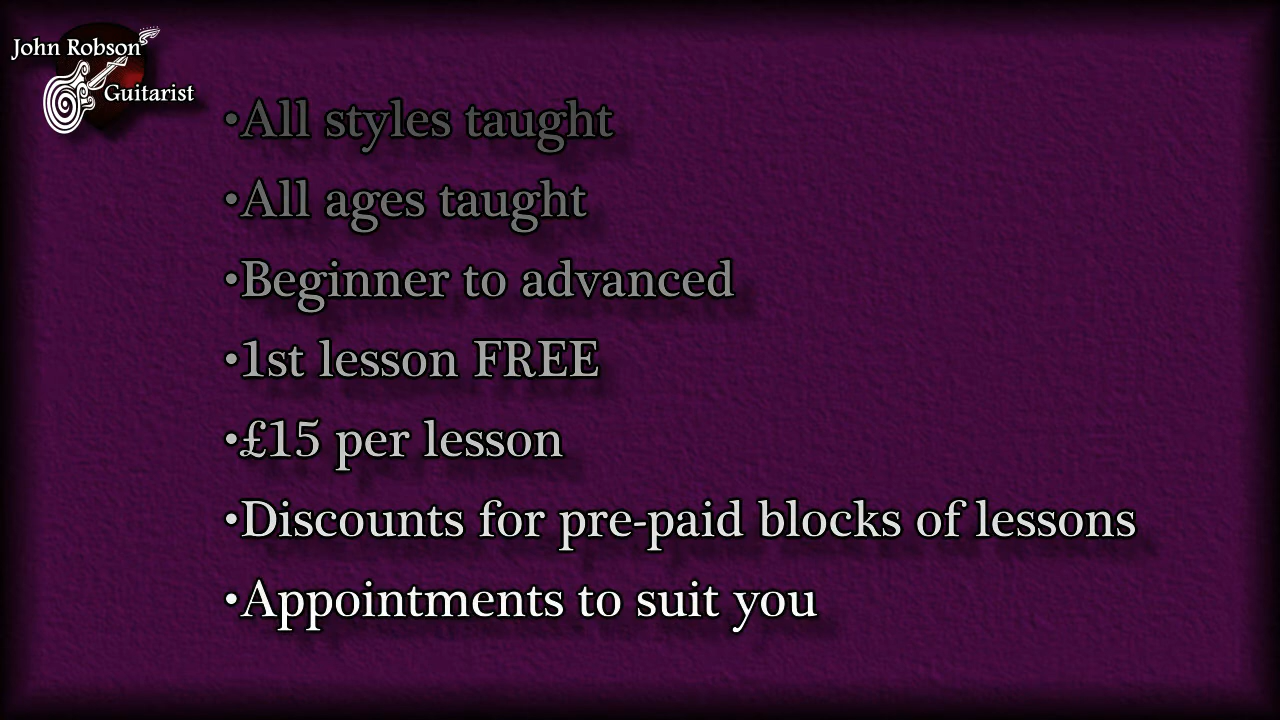 John Robson
Guitarist
•All styles taught
•All ages taught
•Beginner to advanced
•1st lesson FREE
•£15 per lesson
•Discounts for pre-paid blocks of lessons
•Appointments to suit you